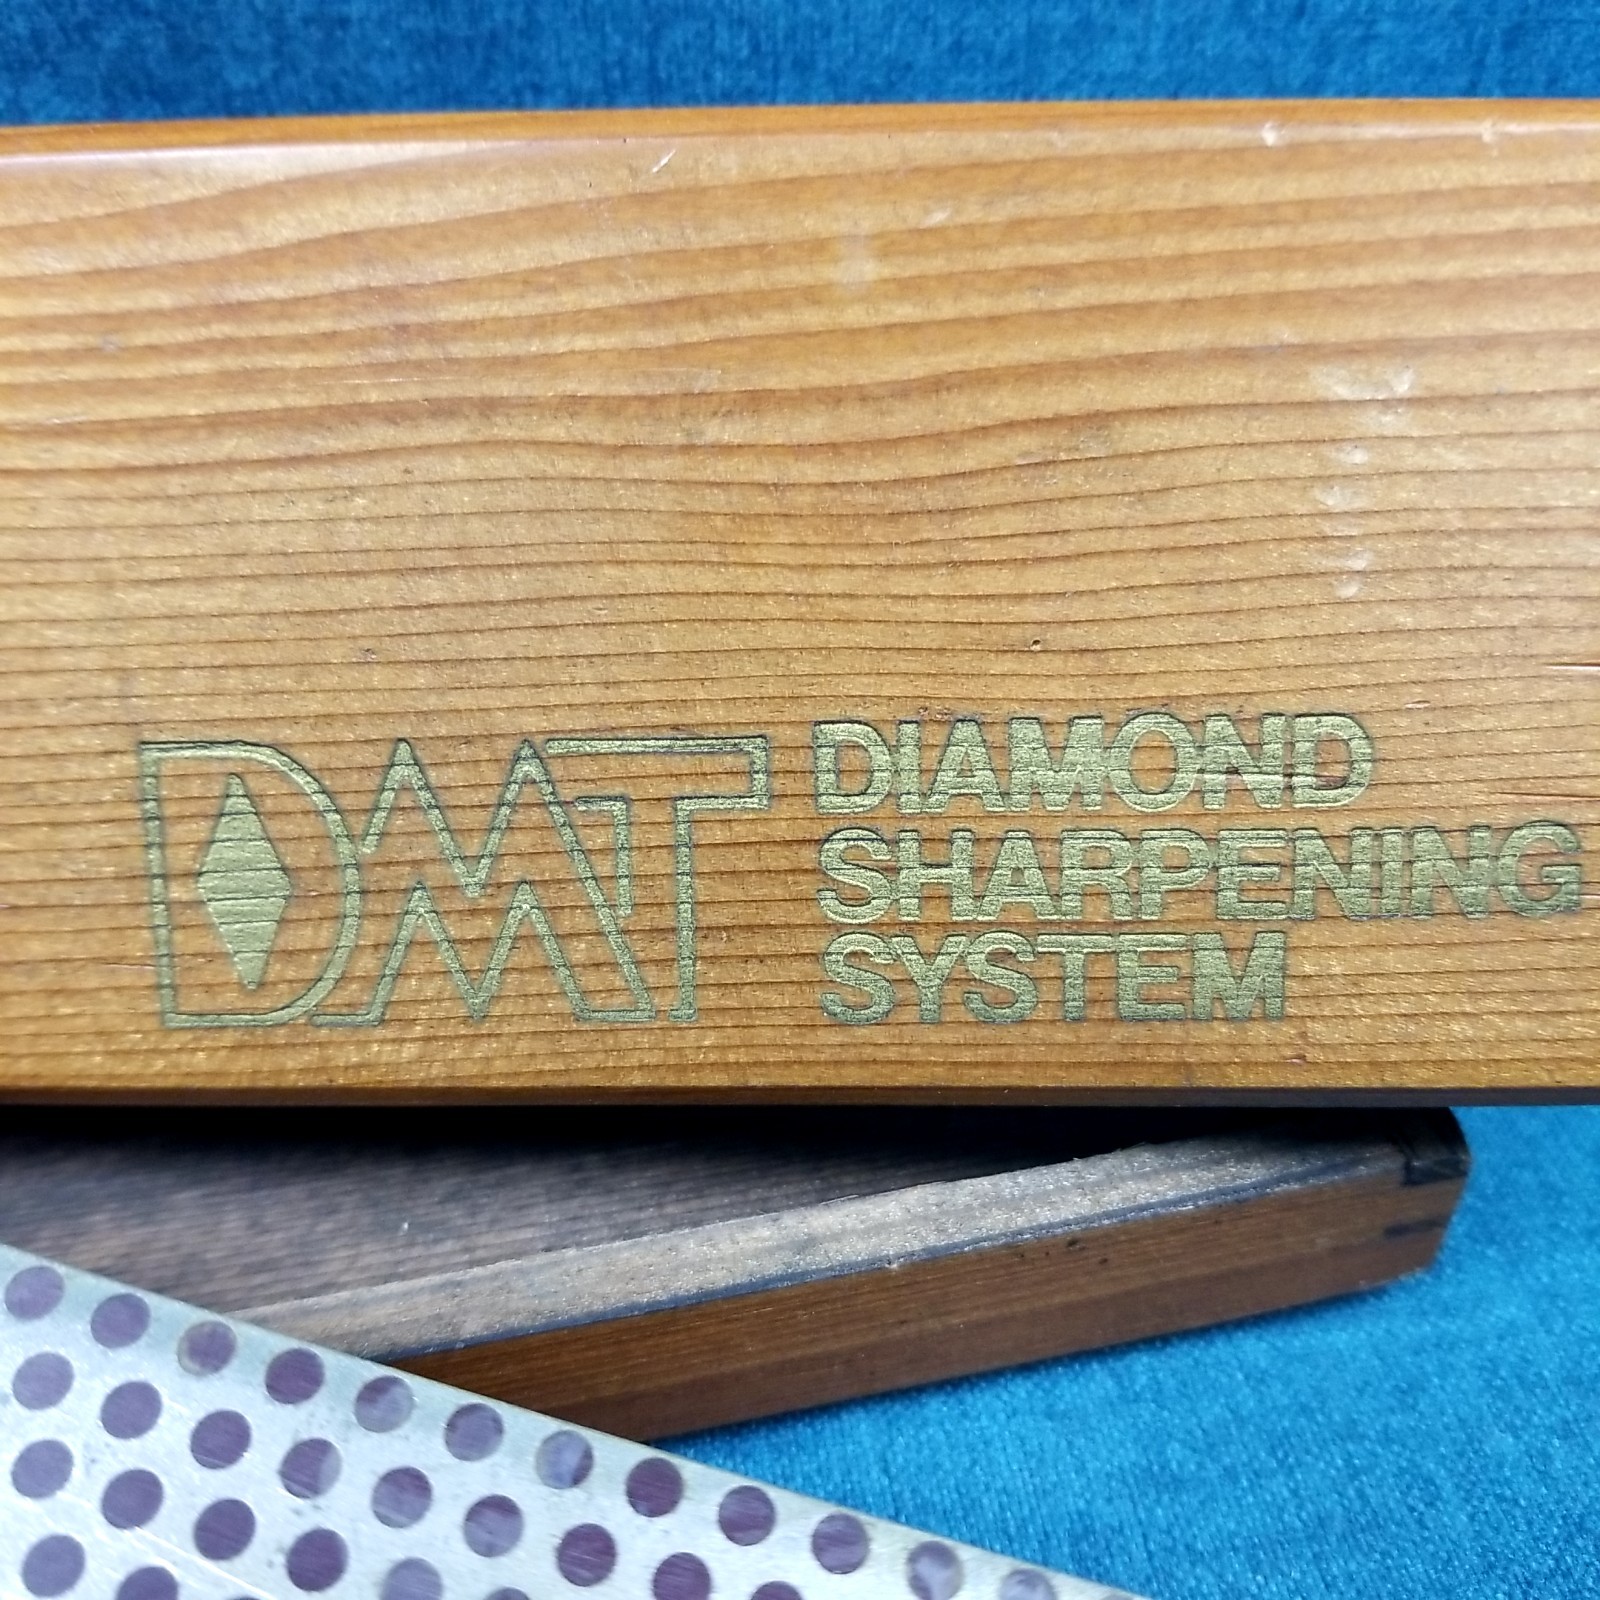 DMT
DIAMOND
SHARPENING
SYSTEM